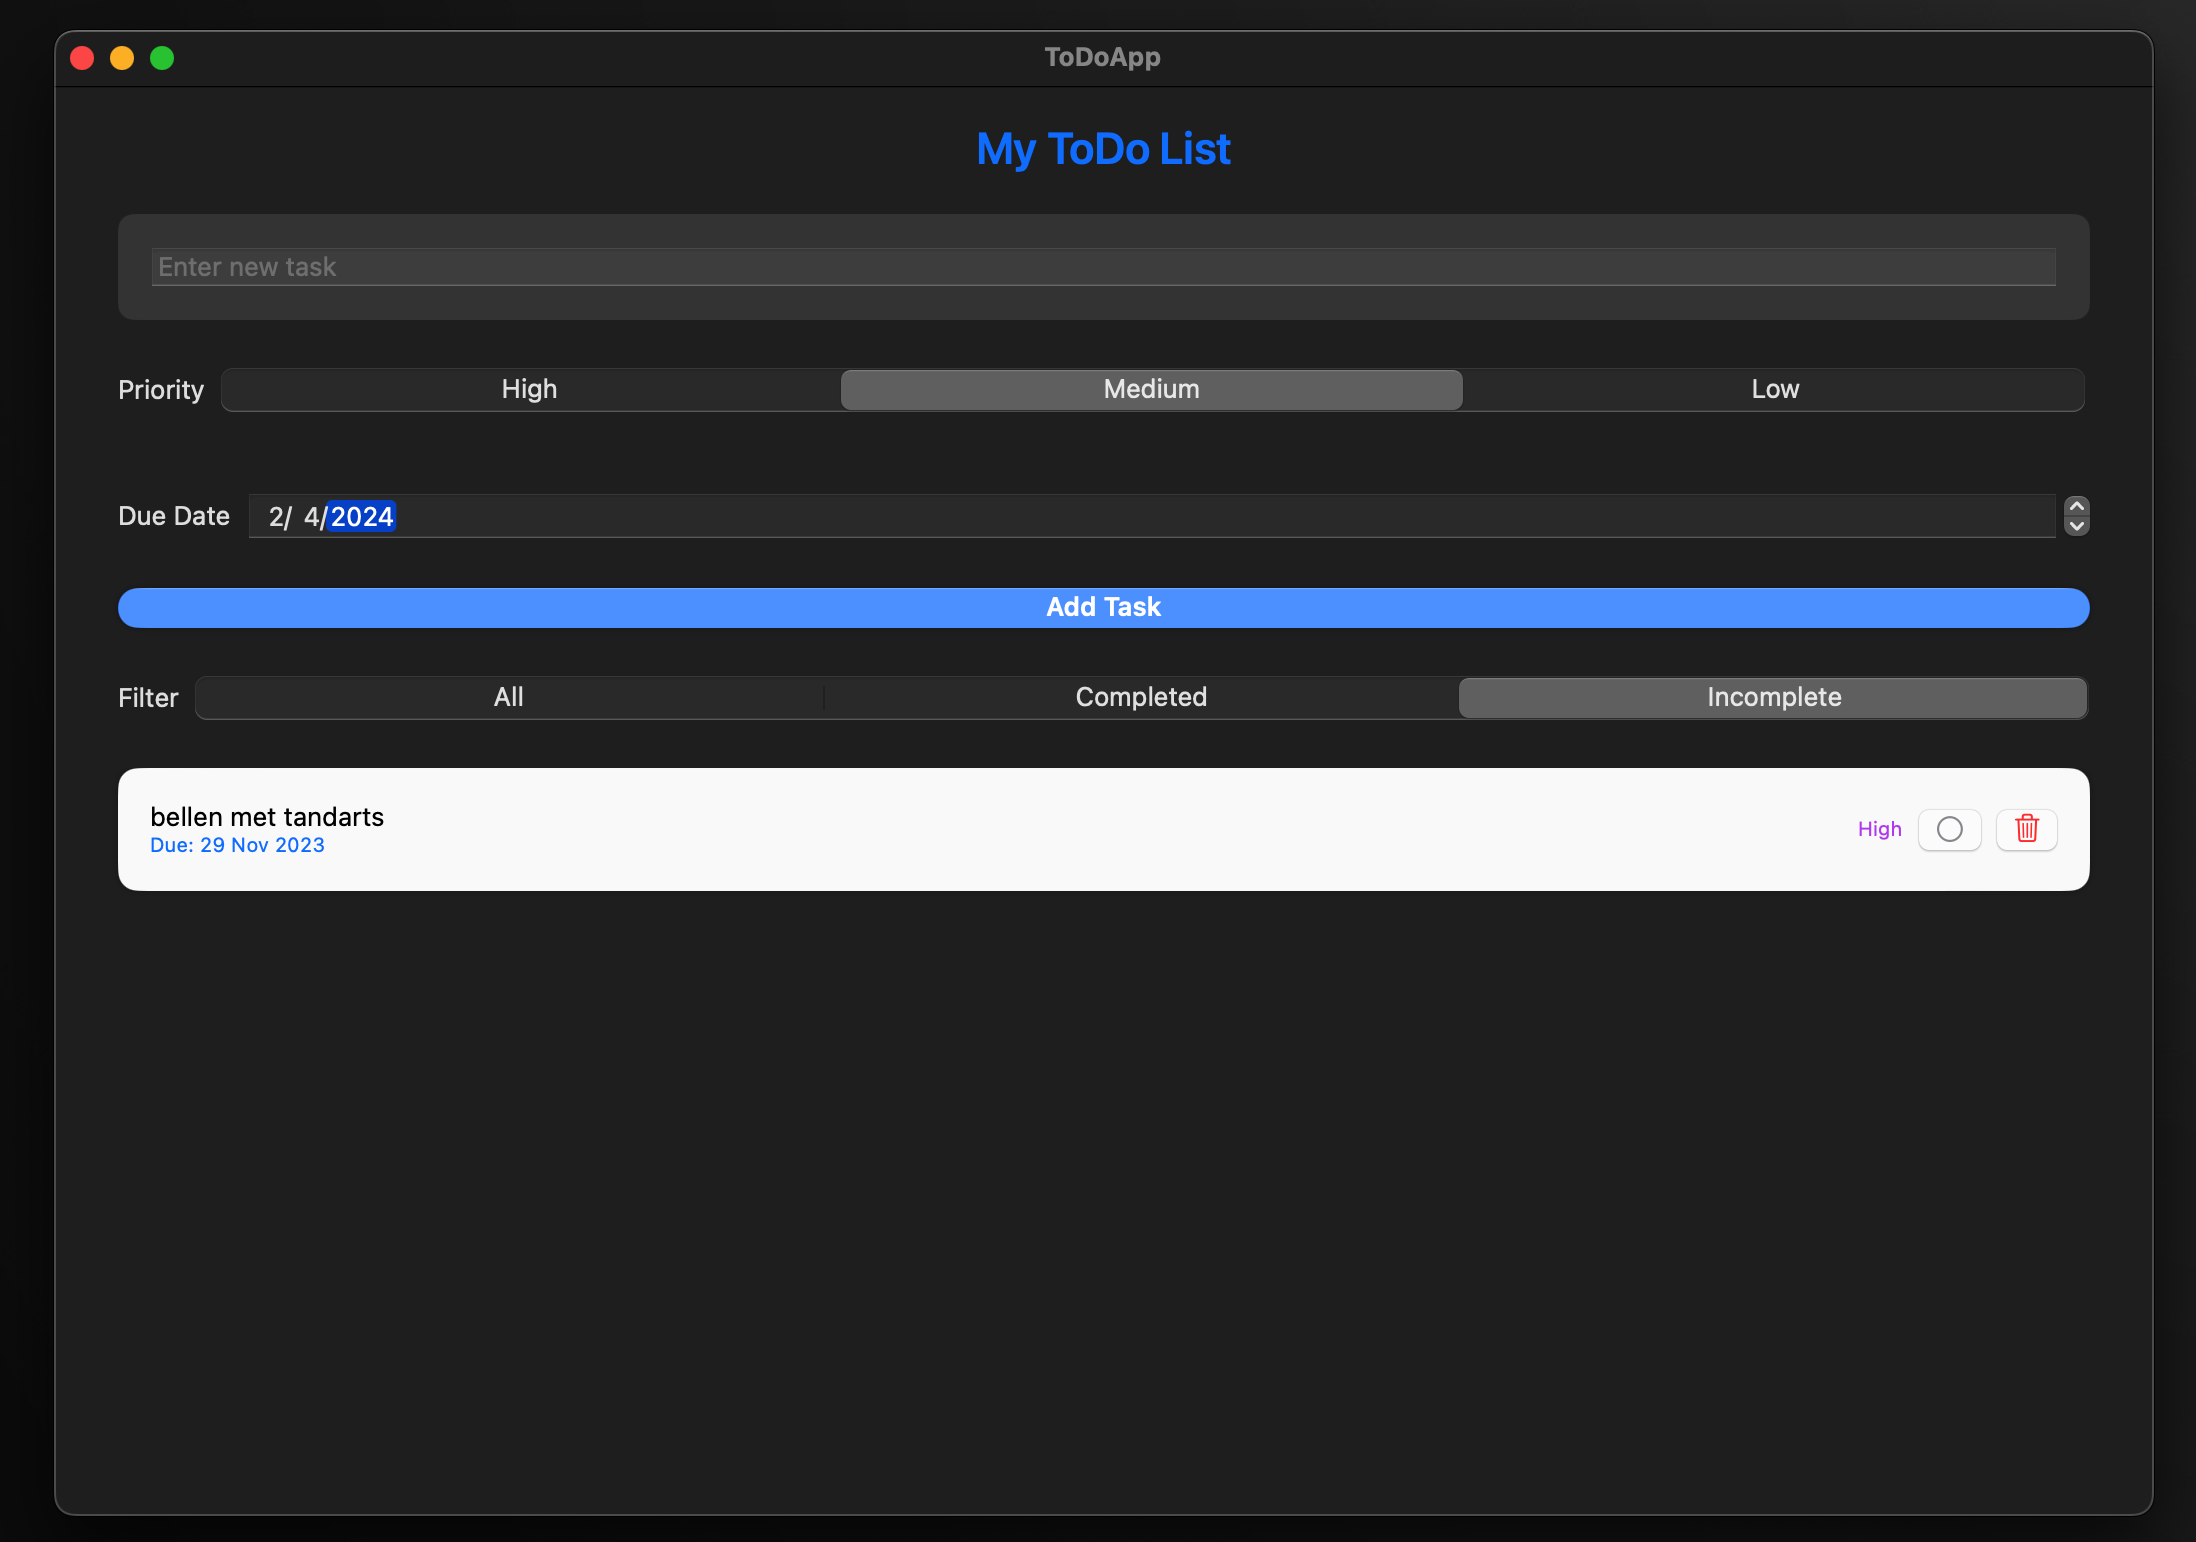 ToDoApp
My ToDo List
Enter new task
Priority High Medium Low
Due Date 2/ 4/2024
Add Task
Filter All Completed Incomplete
bellen met tandarts
Due: 29 Nov 2023
High